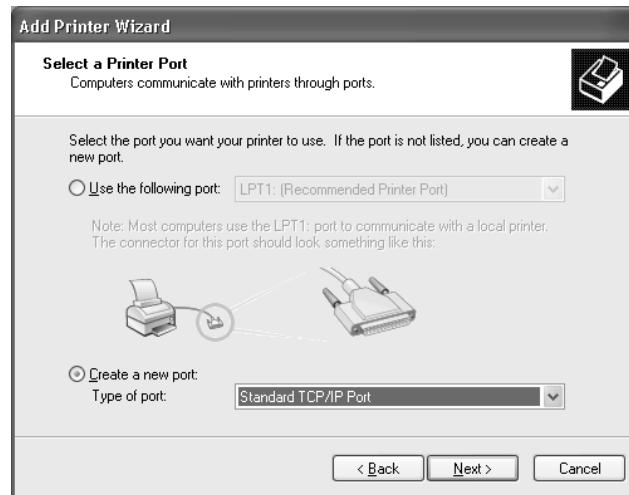 Add Printer Wizard
Select a Printer Port
Computers communicate with printers through ports.
Select the port you want your printer to use. If the port is not listed, you can create a
new port.
Use the following port: LPT1: (Recommended Printer Port)
Note: Most computers use the LPT1: port to communicate with a local printer.
The connector for this port should look something like this:
Create a new port:
Type of port: Standard TCP/IP Port
< Back Next > Cancel